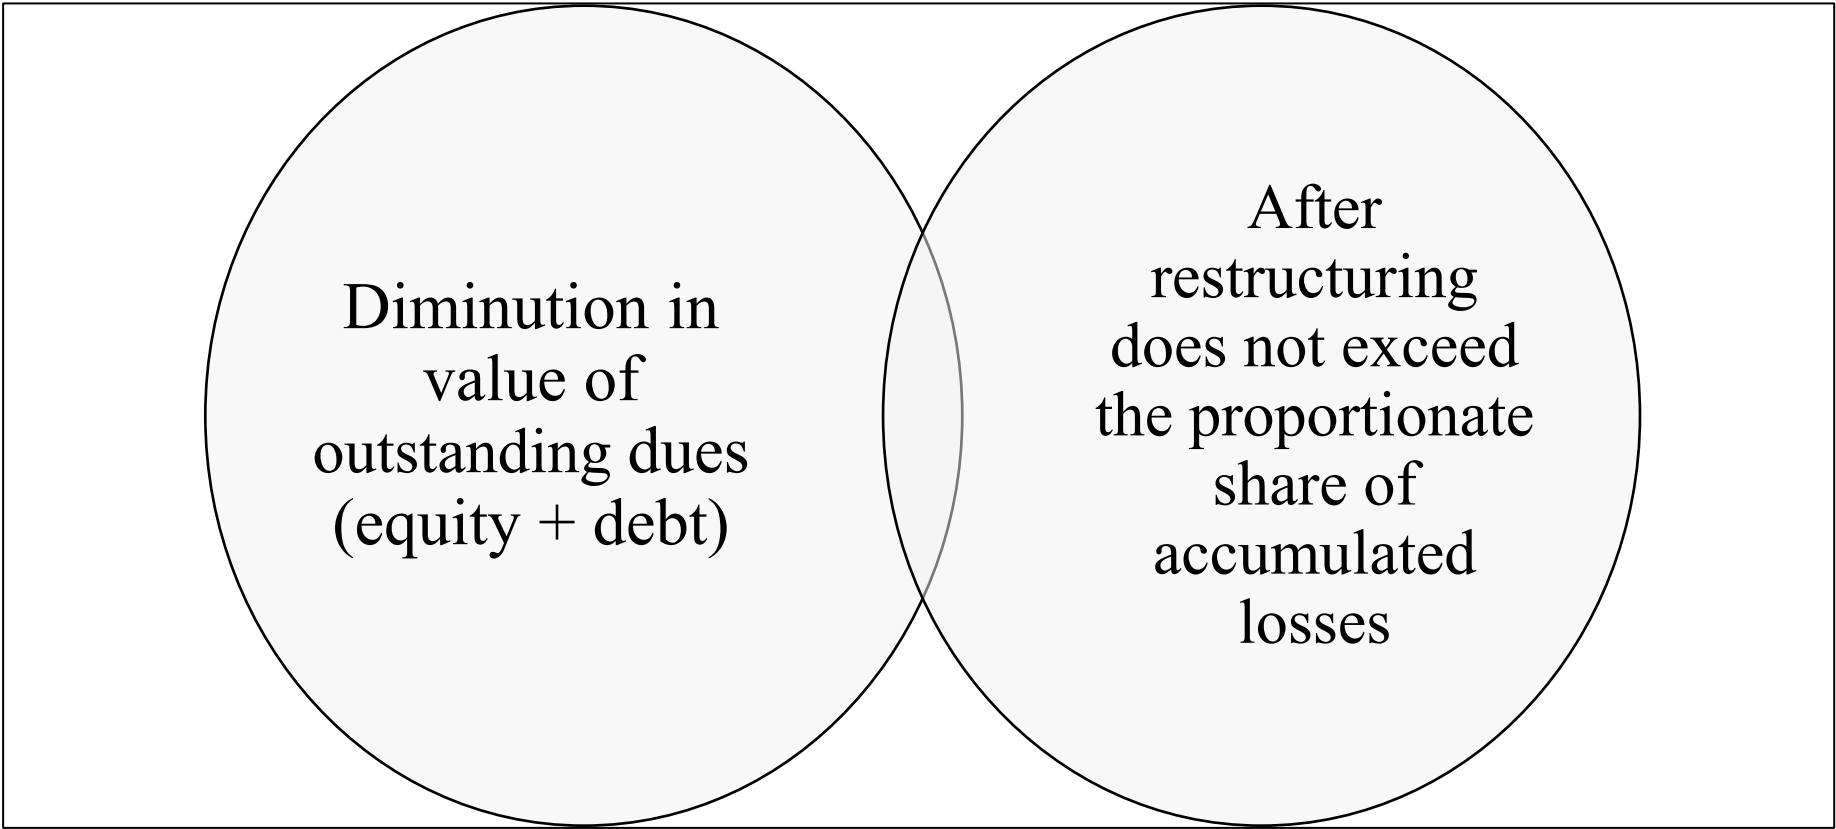 Diminution in
value of
outstanding dues
(equity + debt)
After
restructuring
does not exceed
the proportionate
share of
accumulated
losses